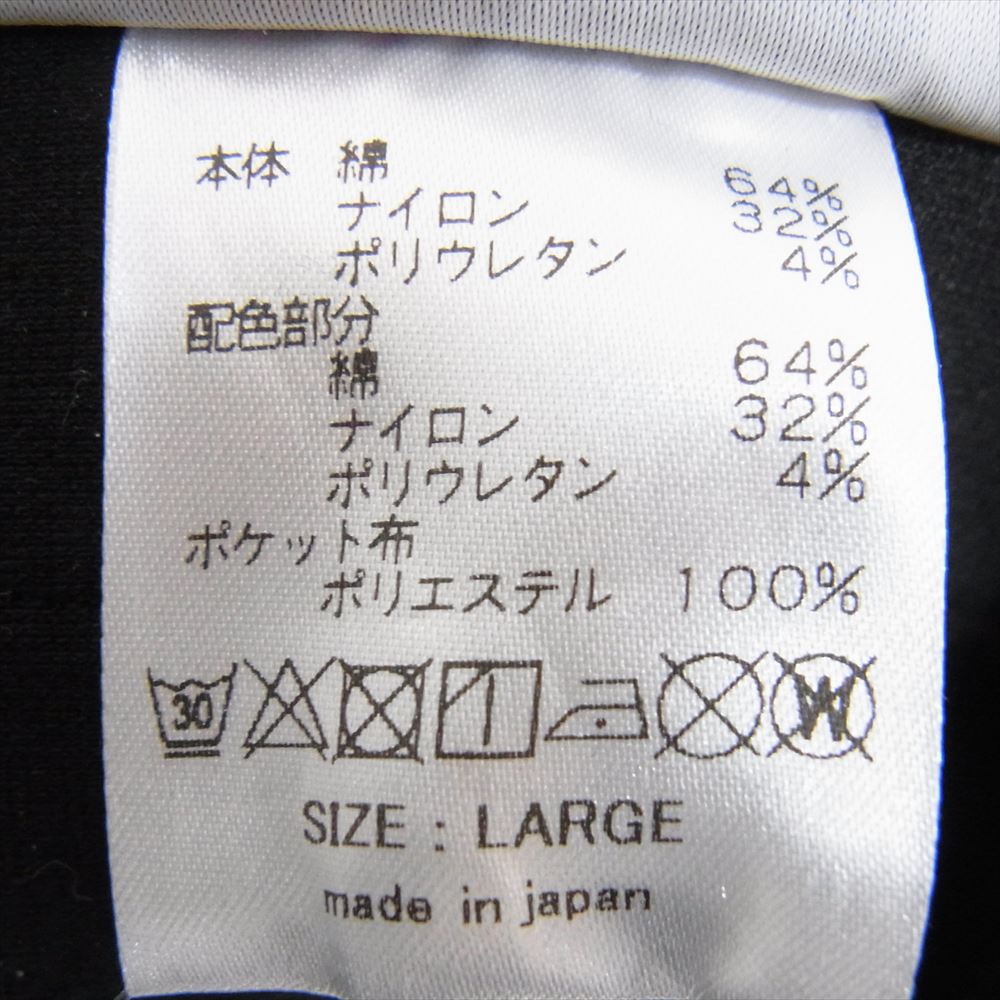 本体 綿 64%
ナイロン 32%
ポリウレタン 4%
配色部分
綿 64%
ナイロン 32%
ポリウレタン 4%
ポケット布
ポリエステル 100%
30 W
SIZE : LARGE
made in japan